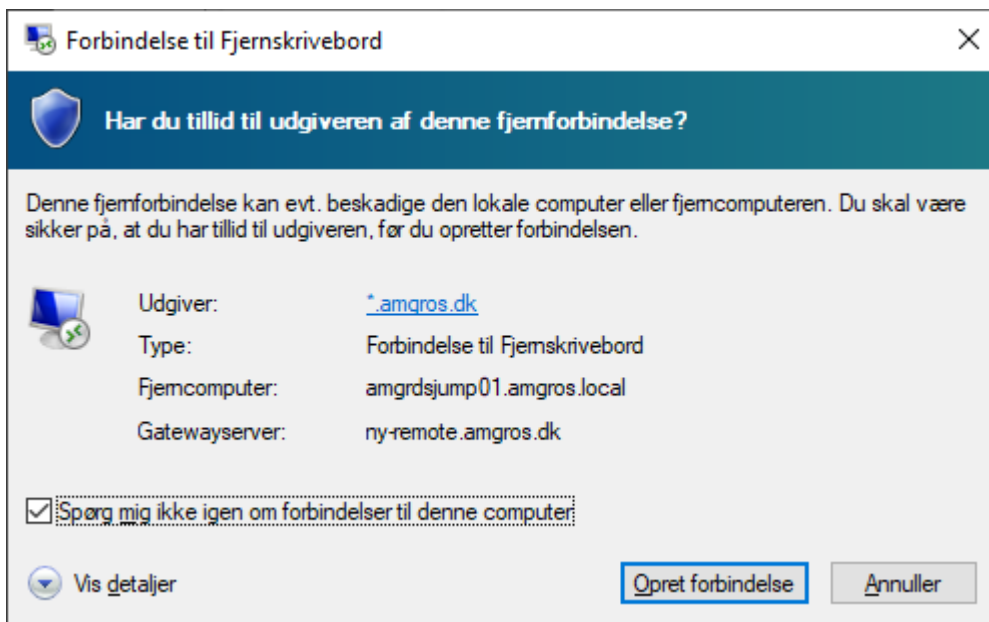 Forbindelse til Fjernskrivebord
Har du tillid til udgiveren af denne fjernforbindelse?
Denne fjernforbindelse kan evt. beskadige den lokale computer eller fjerncomputeren. Du skal være
sikker på, at du har tillid til udgiveren, før du opretter forbindelsen.
Udgiver: *.amgros.dk
Type: Forbindelse til Fjernskrivebord
Fjerncomputer: amgrdsjump01.amgros.local
Gatewayserver: ny-remote.amgros.dk
Spørg mig ikke igen om forbindelser til denne computer
Vis detaljer Opret forbindelse Annuller